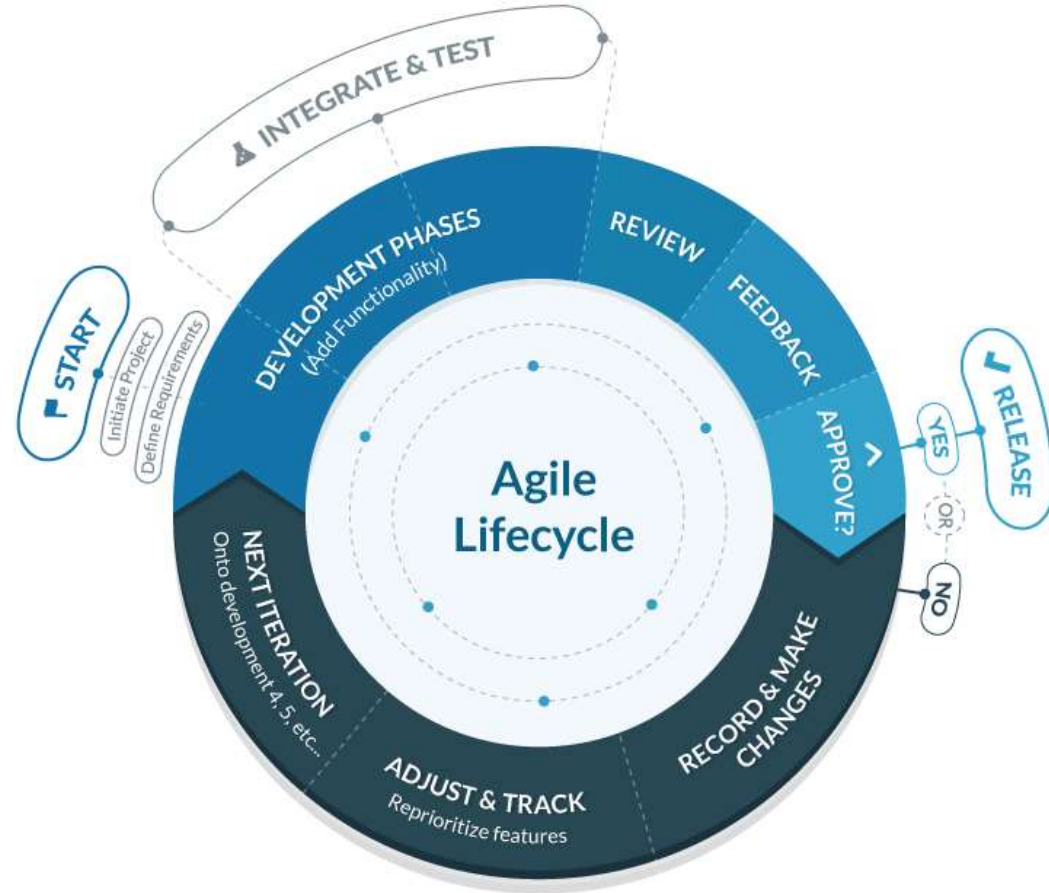 INTEGRATE & TEST
START
Initiate Project
Define Requirements
DEVELOPMENT PHASES
(Add Functionality)
REVIEW
FEEDBACK
APPROVE?
YES
OR
NO
RELEASE
RECORD & MAKE
CHANGES
ADJUST & TRACK
Reprioritize features
NEXT ITERATION
Onto development 4, 5, etc...
Agile
Lifecycle